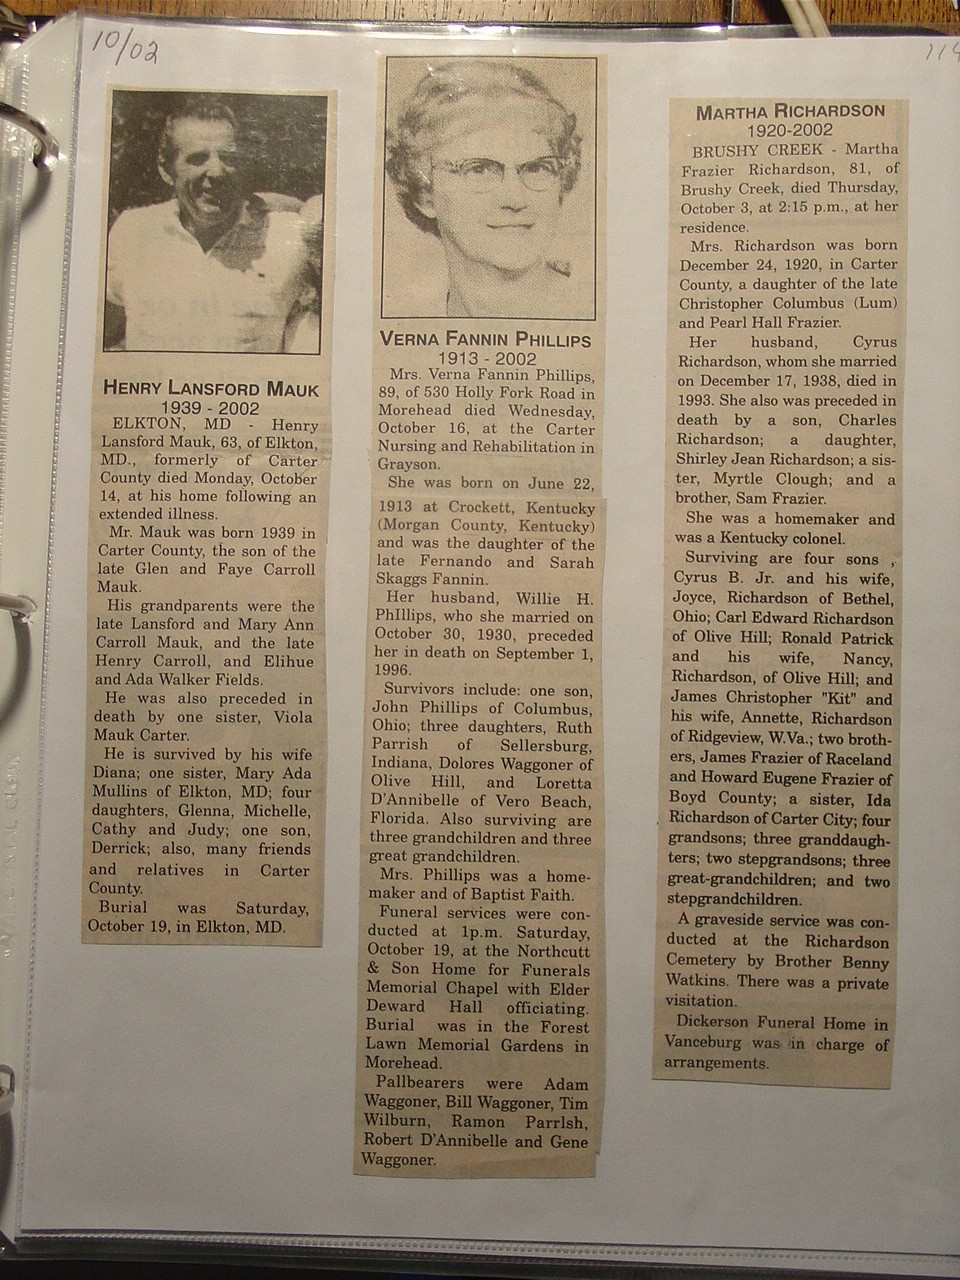 10/02
HENRY LANSFORD MAUK
1939 - 2002
ELKTON, MD - Henry
Lansford Mauk, 63, of Elkton,
MD., formerly of Carter
County died Monday, October
14, at his home following an
extended illness.
Mr. Mauk was born 1939 in
Carter County, the son of the
late Glen and Faye Carroll
Mauk.
His grandparents were the
late Lansford and Mary Ann
Carroll Mauk, and the late
Henry Carroll, and Elihue
and Ada Walker Fields.
He was also preceded in
death by one sister, Viola
Mauk Carter.
He is survived by his wife
Diana; one sister, Mary Ada
Mullins of Elkton, MD; four
daughters, Glenna, Michelle,
Cathy and Judy; one son,
Derrick; also, many friends
and relatives in Carter
County.
Burial was Saturday,
October 19, in Elkton, MD.
VERNA FANNIN PHILLIPS
1913 - 2002
Mrs. Verna Fannin Phillips,
89, of 530 Holly Fork Road in
Morehead died Wednesday,
October 16, at the Carter
Nursing and Rehabilitation in
Grayson.
She was born on June 22,
1913 at Crockett, Kentucky
(Morgan County, Kentucky)
and was the daughter of the
late Fernando and Sarah
Skaggs Fannin.
Her husband, Willie H.
PhIllips, who she married on
October 30, 1930, preceded
her in death on September 1,
1996.
Survivors include: one son,
John Phillips of Columbus,
Ohio; three daughters, Ruth
Parrish of Sellersburg,
Indiana, Dolores Waggoner of
Olive Hill, and Loretta
D'Annibelle of Vero Beach,
Florida. Also surviving are
three grandchildren and three
great grandchildren.
Mrs. Phillips was a home-
maker and of Baptist Faith.
Funeral services were con-
ducted at 1p.m. Saturday,
October 19, at the Northcutt
& Son Home for Funerals
Memorial Chapel with Elder
Deward Hall officiating.
Burial was in the Forest
Lawn Memorial Gardens in
Morehead.
Pallbearers were Adam
Waggoner, Bill Waggoner, Tim
Wilburn, Ramon ParrIsh,
Robert D'Annibelle and Gene
Waggoner.
MARTHA RICHARDSON
1920-2002
BRUSHY CREEK - Martha
Frazier Richardson, 81, of
Brushy Creek, died Thursday,
October 3, at 2:15 p.m., at her
residence.
Mrs. Richardson was born
December 24, 1920, in Carter
County, a daughter of the late
Christopher Columbus (Lum)
and Pearl Hall Frazier.
Her husband, Cyrus
Richardson, whom she married
on December 17, 1938, died in
1993. She also was preceded in
death by a son, Charles
Richardson; a daughter,
Shirley Jean Richardson; a sis-
ter, Myrtle Clough; and a
brother, Sam Frazier.
She was a homemaker and
was a Kentucky colonel.
Surviving are four sons ,
Cyrus B. Jr. and his wife,
Joyce, Richardson of Bethel,
Ohio; Carl Edward Richardson
of Olive Hill; Ronald Patrick
and his wife, Nancy,
Richardson, of Olive Hill; and
James Christopher "Kit" and
his wife, Annette, Richardson
of Ridgeview, W.Va.; two broth-
ers, James Frazier of Raceland
and Howard Eugene Frazier of
Boyd County; a sister, Ida
Richardson of Carter City; four
grandsons; three granddaugh-
ters; two stepgrandsons; three
great-grandchildren; and two
stepgrandchildren.
A graveside service was con-
ducted at the Richardson
Cemetery by Brother Benny
Watkins. There was a private
visitation.
Dickerson Funeral Home in
Vanceburg was in charge of
arrangements.